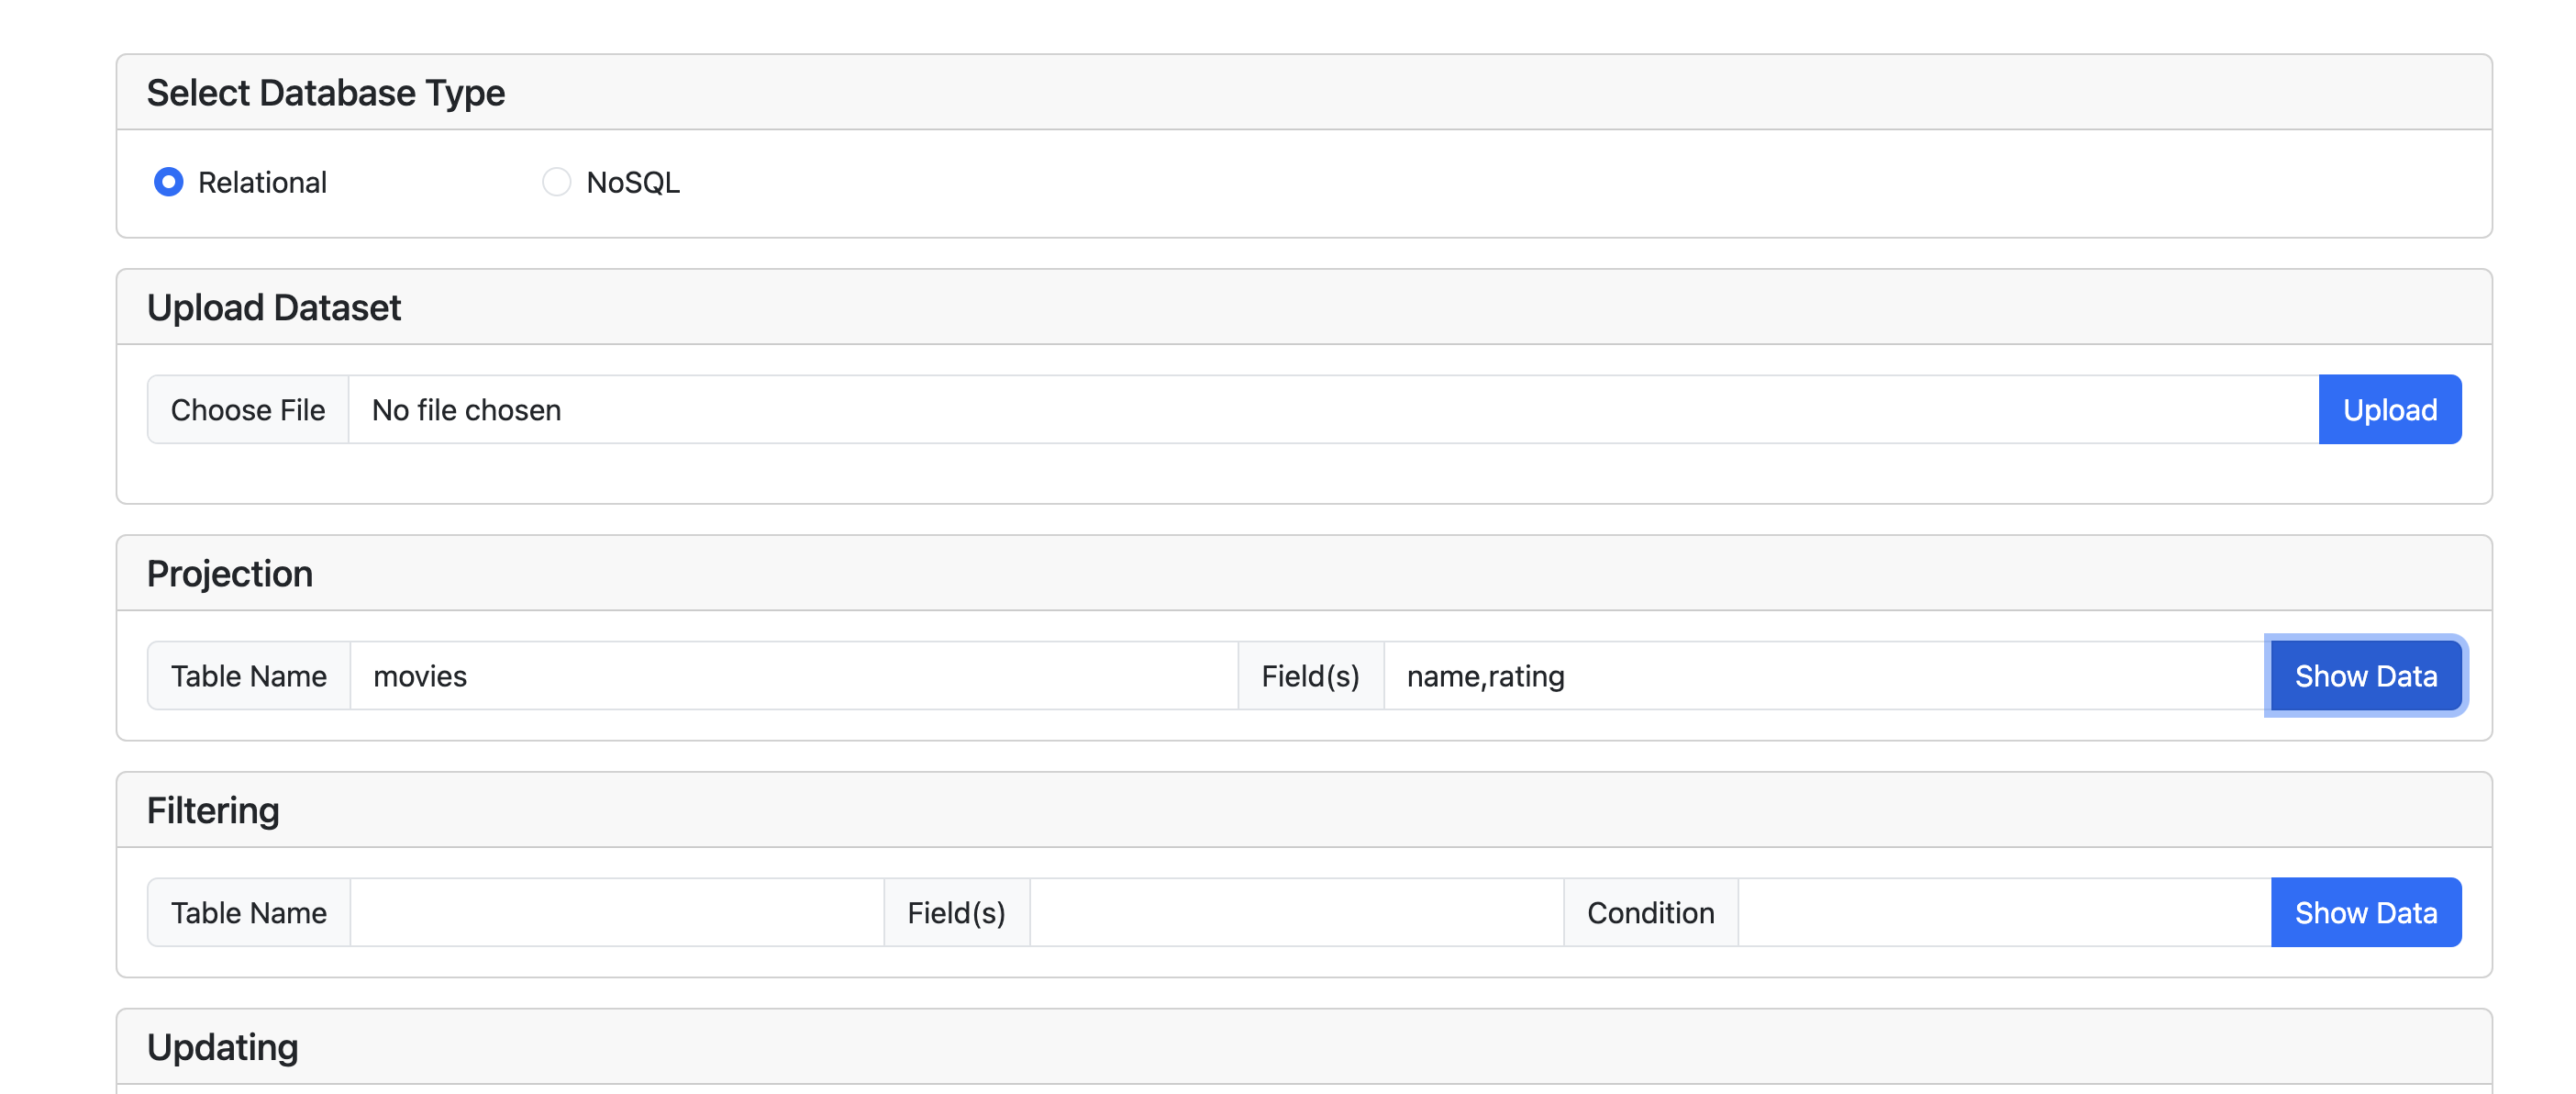 Select Database Type
Relational NoSQL
Upload Dataset
Choose File No file chosen Upload
Projection
Table Name movies Field(s) name,rating Show Data
Filtering
Table Name Field(s) Condition Show Data
Updating